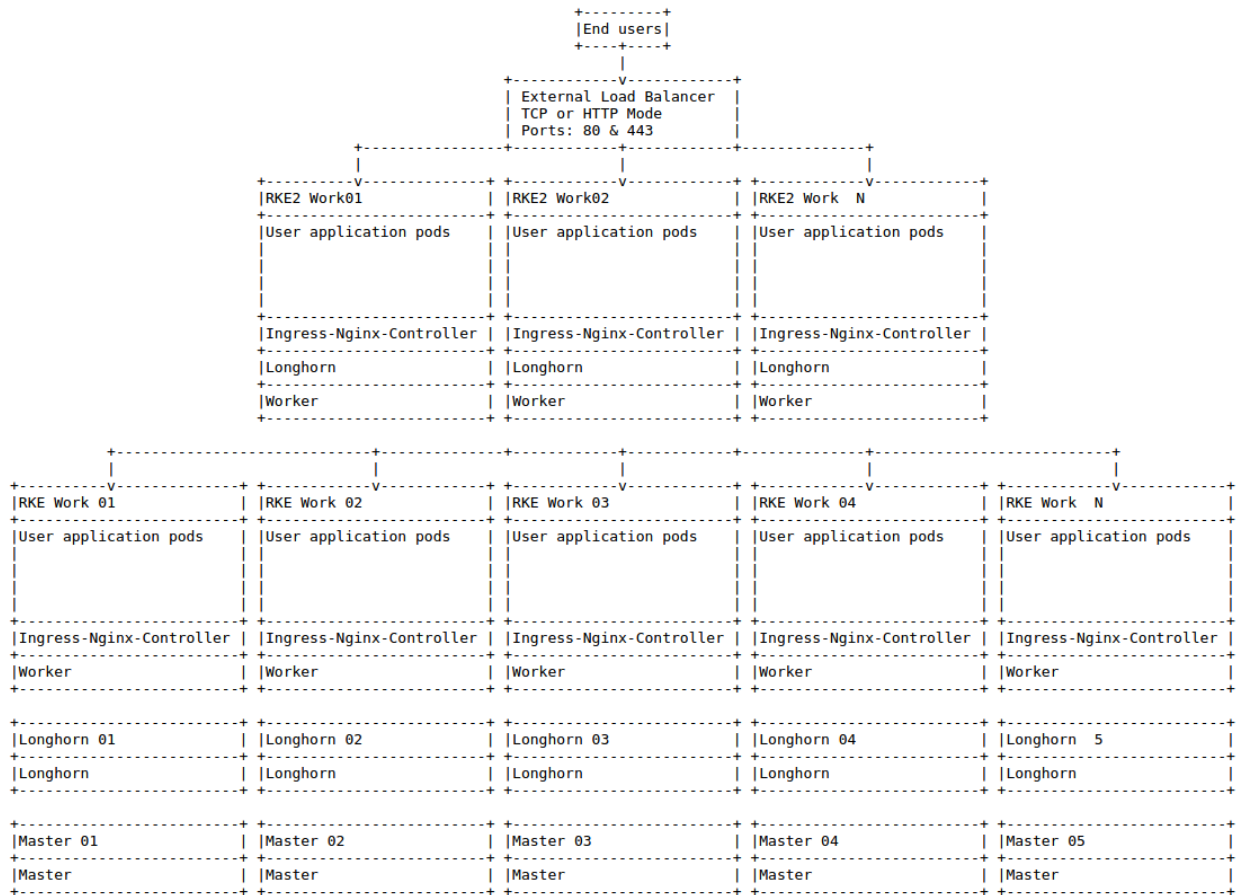 End users
External Load Balancer
TCP or HTTP Mode
Ports: 80 & 443
RKE2 Work01 RKE2 Work02 RKE2 Work  N
User application pods User application pods User application pods
Ingress-Nginx-Controller Ingress-Nginx-Controller Ingress-Nginx-Controller
Longhorn Longhorn Longhorn
Worker Worker Worker
RKE Work 01 RKE Work 02 RKE Work 03 RKE Work 04 RKE Work  N
User application pods User application pods User application pods User application pods User application pods
Ingress-Nginx-Controller Ingress-Nginx-Controller Ingress-Nginx-Controller Ingress-Nginx-Controller Ingress-Nginx-Controller
Worker Worker Worker Worker Worker
Longhorn 01 Longhorn 02 Longhorn 03 Longhorn 04 Longhorn  5
Longhorn Longhorn Longhorn Longhorn Longhorn
Master 01 Master 02 Master 03 Master 04 Master 05
Master Master Master Master Master